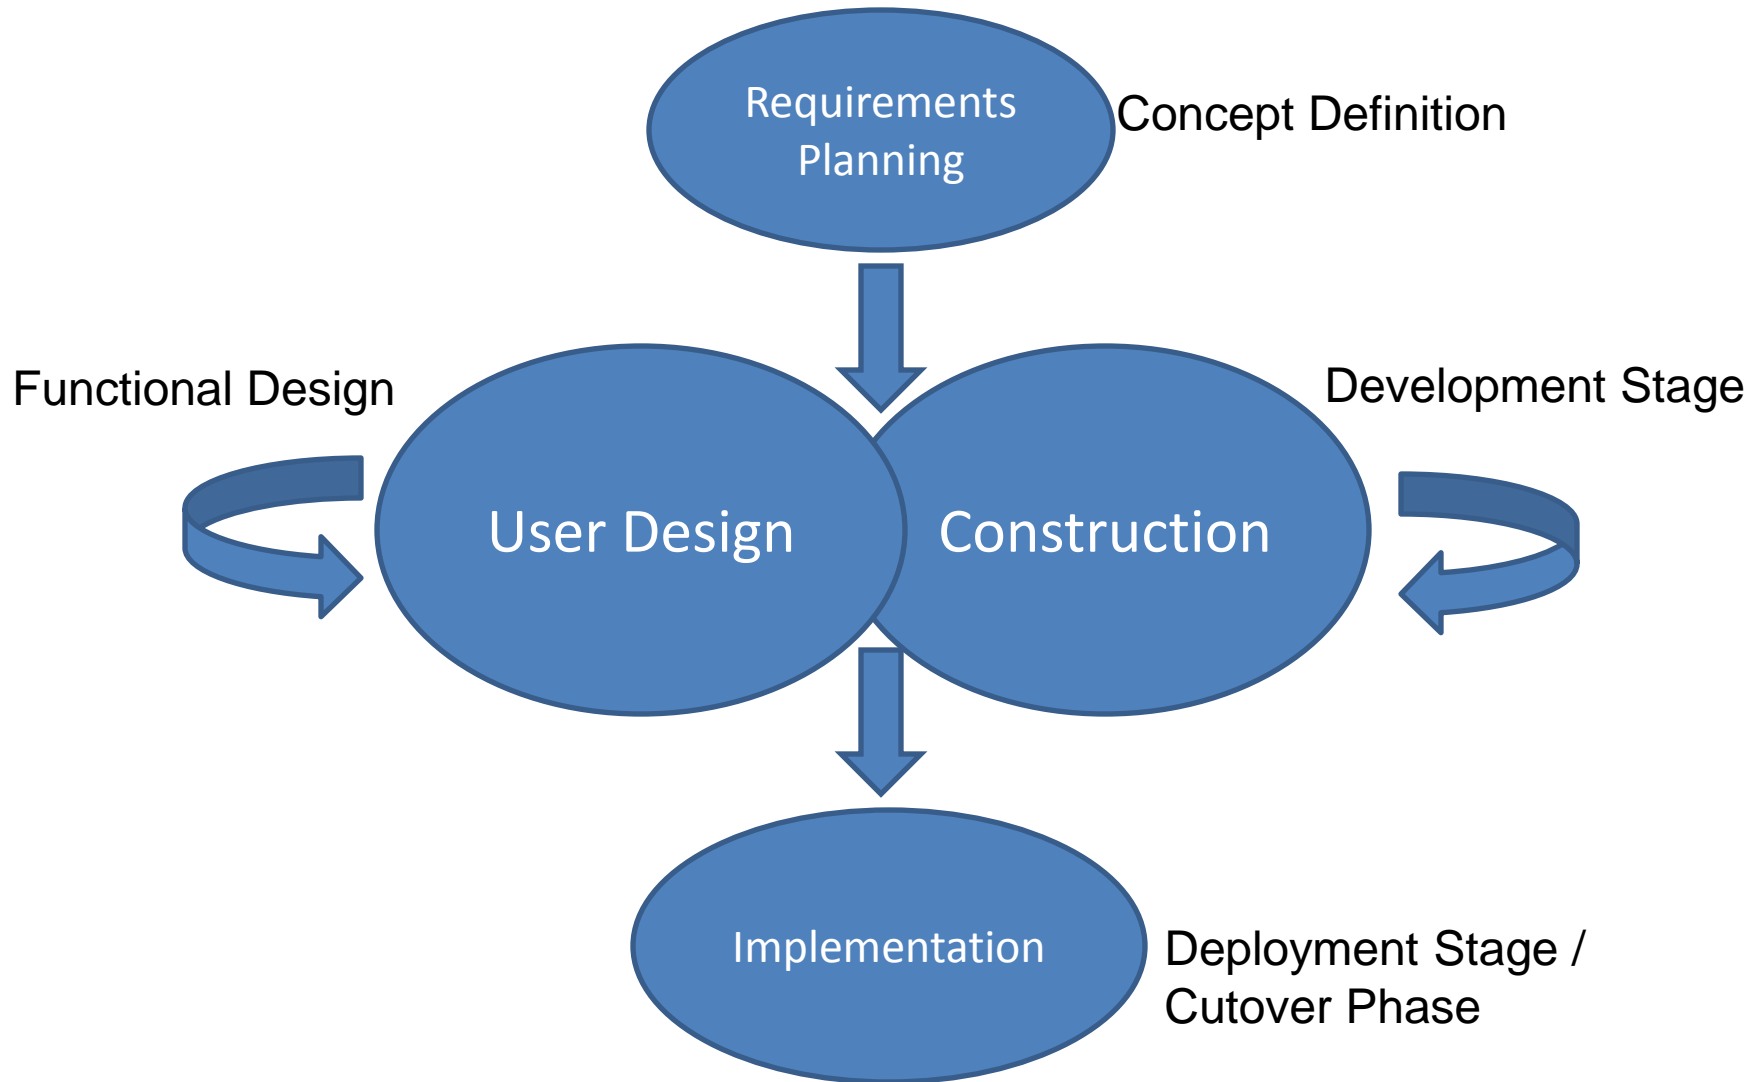 Requirements
Planning
Concept Definition
Functional Design
Development Stage
User Design
Construction
Implementation
Deployment Stage /
Cutover Phase